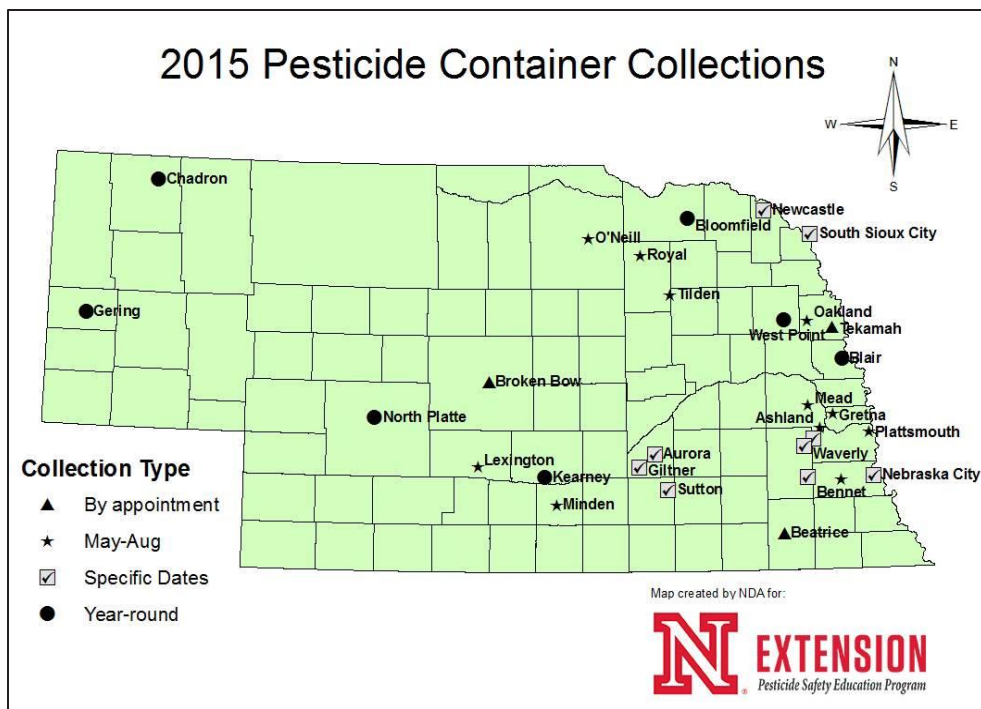 2015 Pesticide Container Collections
N
W
E
S
Chadron
Newcastle
Bloomfield
South Sioux City
O'Neill
Royal
Tilden
Gering
Oakland
West Point
Tekamah
Blair
Broken Bow
Mead
North Platte
Ashland
Gretna
Plattsmouth
Aurora
Waverly
Lexington
Giltner
Kearney
Nebraska City
Sutton
Bennet
Minden
Beatrice
Collection Type
By appointment
May-Aug
Specific Dates
Year-round
Map created by NDA for:
N
EXTENSION
Pesticide Safety Education Program